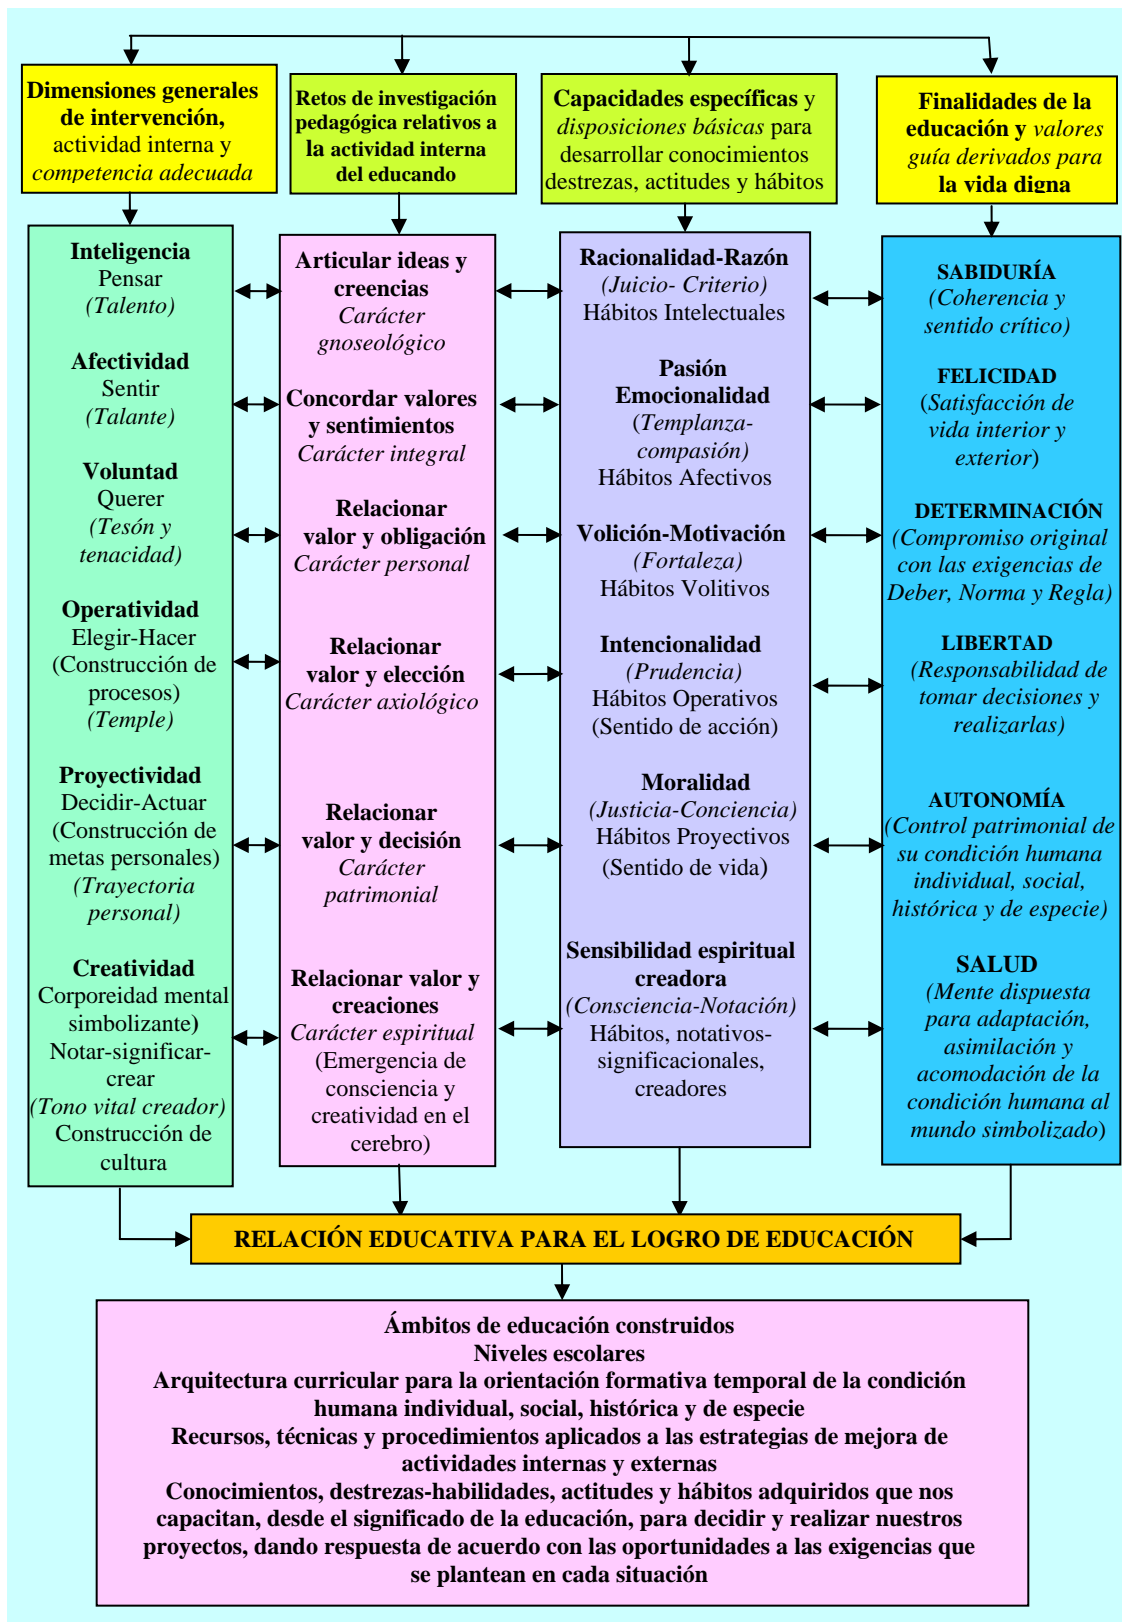 Dimensiones generales
de intervención,
actividad interna y
competencia adecuada
Retos de investigación
pedagógica relativos a
la actividad interna
del educando
Capacidades específicas y
disposiciones básicas para
desarrollar conocimientos
destrezas, actitudes y hábitos
Finalidades de la
educación y valores
guía derivados para
la vida digna
Inteligencia
Pensar
(Talento)
Afectividad
Sentir
(Talante)
Voluntad
Querer
(Tesón y
tenacidad)
Operatividad
Elegir-Hacer
(Construcción de
procesos)
(Temple)
Proyectividad
Decidir-Actuar
(Construcción de
metas personales)
(Trayectoria
personal)
Creatividad
Corporeidad mental
simbolizante)
Notar-significar-
crear
(Tono vital creador)
Construcción de
cultura
Articular ideas y
creencias
Carácter
gnoseológico
Concordar valores
y sentimientos
Carácter integral
Relacionar
valor y obligación
Carácter personal
Relacionar
valor y elección
Carácter axiológico
Relacionar
valor y decisión
Carácter
patrimonial
Relacionar valor y
creaciones
Carácter espiritual
(Emergencia de
consciencia y
creatividad en el
cerebro)
Racionalidad-Razón
(Juicio- Criterio)
Hábitos Intelectuales
Pasión
Emocionalidad
(Templanza-
compasión)
Hábitos Afectivos
Volición-Motivación
(Fortaleza)
Hábitos Volitivos
Intencionalidad
(Prudencia)
Hábitos Operativos
(Sentido de acción)
Moralidad
(Justicia-Conciencia)
Hábitos Proyectivos
(Sentido de vida)
Sensibilidad espiritual
creadora
(Consciencia-Notación)
Hábitos, notativos-
significacionales,
creadores
SABIDURÍA
(Coherencia y
sentido crítico)
FELICIDAD
(Satisfacción de
vida interior y
exterior)
DETERMINACIÓN
(Compromiso original
con las exigencias de
Deber, Norma y Regla)
LIBERTAD
(Responsabilidad de
tomar decisiones y
realizarlas)
AUTONOMÍA
(Control patrimonial de
su condición humana
individual, social,
histórica y de especie)
SALUD
(Mente dispuesta
para adaptación,
asimilación y
acomodación de la
condición humana al
mundo simbolizado)
RELACIÓN EDUCATIVA PARA EL LOGRO DE EDUCACIÓN
Ámbitos de educación construidos
Niveles escolares
Arquitectura curricular para la orientación formativa temporal de la condición
humana individual, social, histórica y de especie
Recursos, técnicas y procedimientos aplicados a las estrategias de mejora de
actividades internas y externas
Conocimientos, destrezas-habilidades, actitudes y hábitos adquiridos que nos
capacitan, desde el significado de la educación, para decidir y realizar nuestros
proyectos, dando respuesta de acuerdo con las oportunidades a las exigencias que
se plantean en cada situación